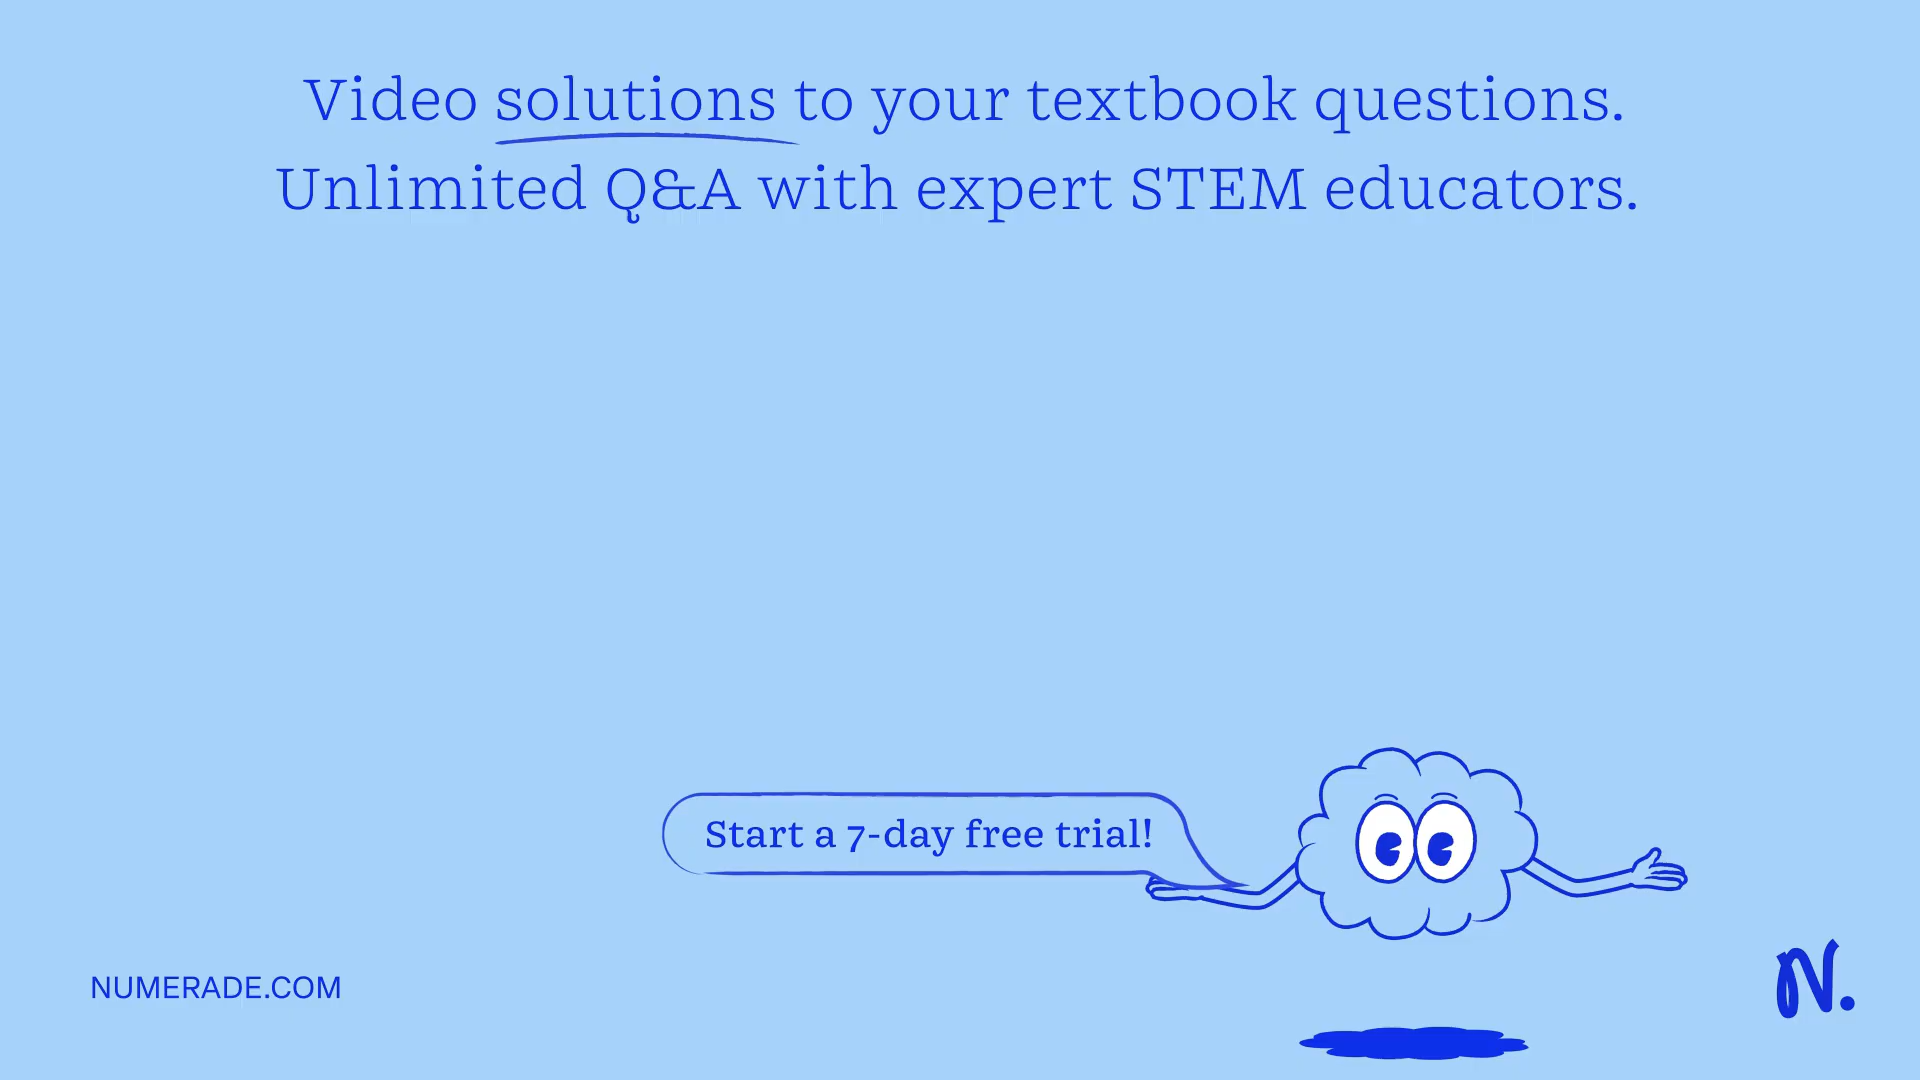 Video solutions to your textbook questions.
Unlimited Q&A with expert STEM educators.
Start a 7-day free trial!
NUMERADE.COM
N.